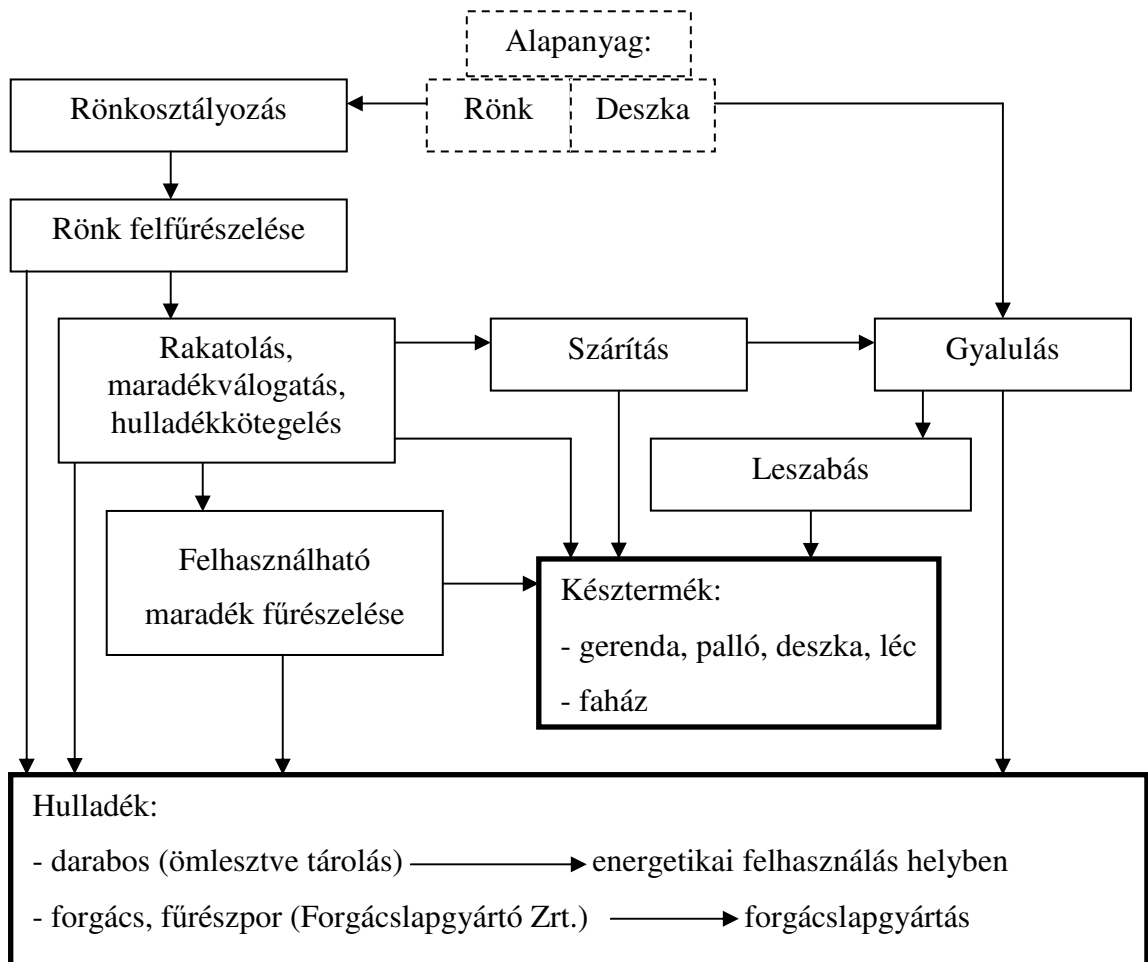 Alapanyag:
Rönkosztályozás
Rönk
Deszka
Rönk felfűrészelése
Rakatolás,
maradékválogatás,
hulladékkötegelés
Szárítás
Gyalulás
Leszabás
Felhasználható
maradék fűrészelése
Késztermék:
- gerenda, palló, deszka, léc
- faház
Hulladék:
- darabos (ömlesztve tárolás) energetikai felhasználás helyben
- forgács, fűrészpor (Forgácslapgyártó Zrt.) forgácslapgyártás